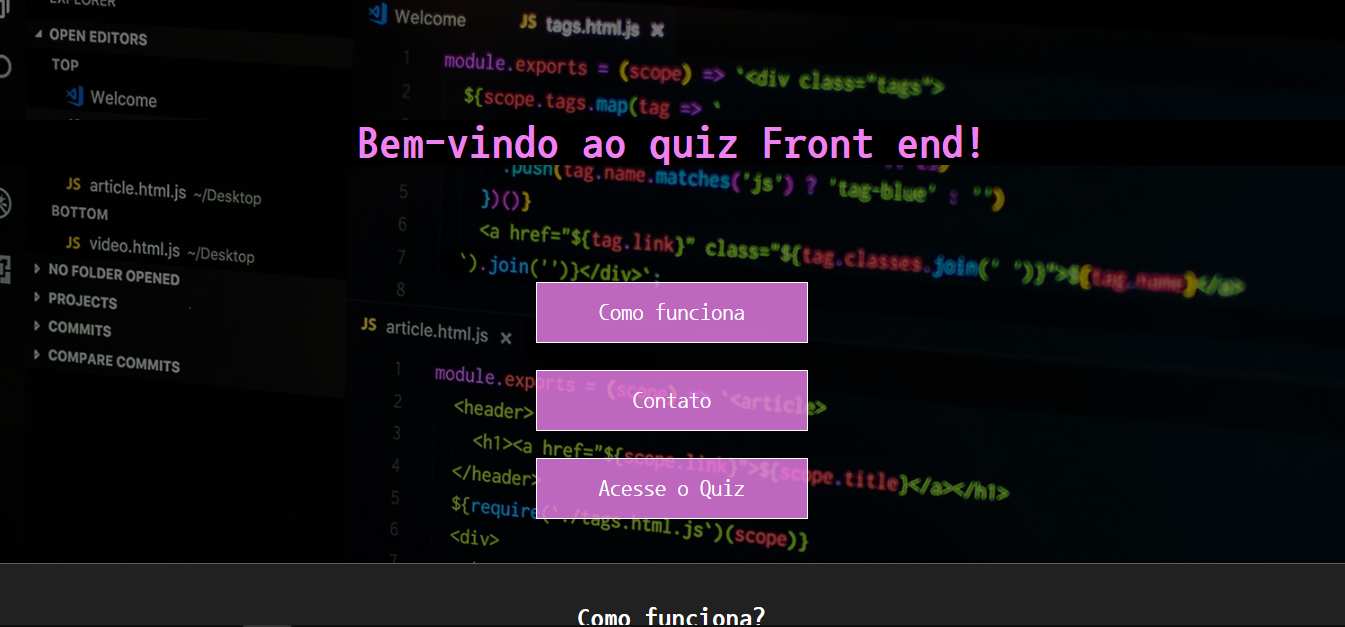 EXPLORER
OPEN EDITORS
TOP
Welcome
Welcome
JS tags.html.js
1 module.exports = (scope) => `<div class="tags">
2 ${scope.tags.map(tag => `
Bem-vindo ao quiz Front end!
.push(tag.name.matches('js') ? 'tag-blue' : '')
5 })()}
6 <a href="${tag.link}" class="${tag.classes.join(" ")}">${tag.name}</a>
7 `).join('')}</div>`;
8
JS article.html.js ~/Desktop
BOTTOM
JS video.html.js ~/Desktop
NO FOLDER OPENED
PROJECTS
COMMITS
COMPARE COMMITS
Como funciona
JS article.html.js
1 module.exports = (scope) => `<article>
2 <header>
3 <h1><a href="${scope.link}">${scope.title}</a></h1>
4 </header>
5 ${require('./tags.html.js')(scope)}
6 <div>
7
Contato
Acesse o Quiz
Como funciona?